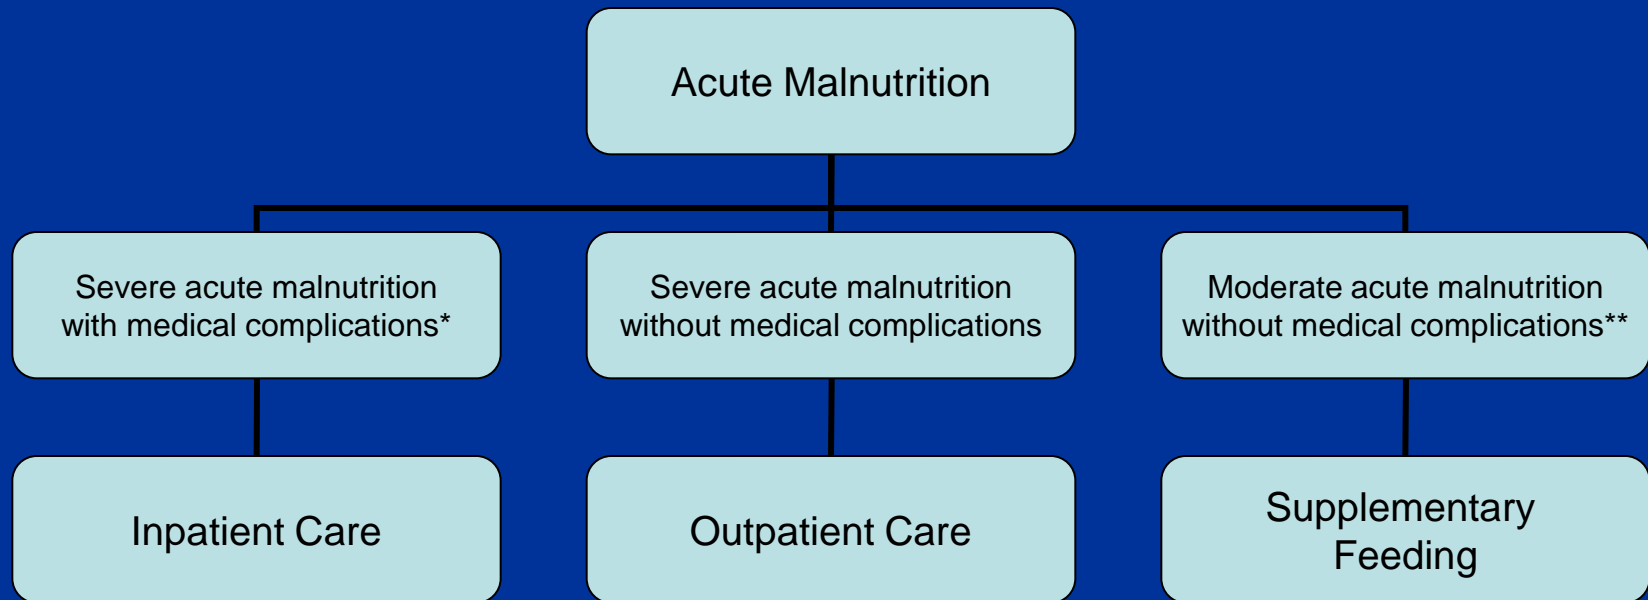 Acute Malnutrition
Severe acute malnutrition
with medical complications*
Severe acute malnutrition
without medical complications
Moderate acute malnutrition
without medical complications**
Inpatient Care
Outpatient Care
Supplementary
Feeding